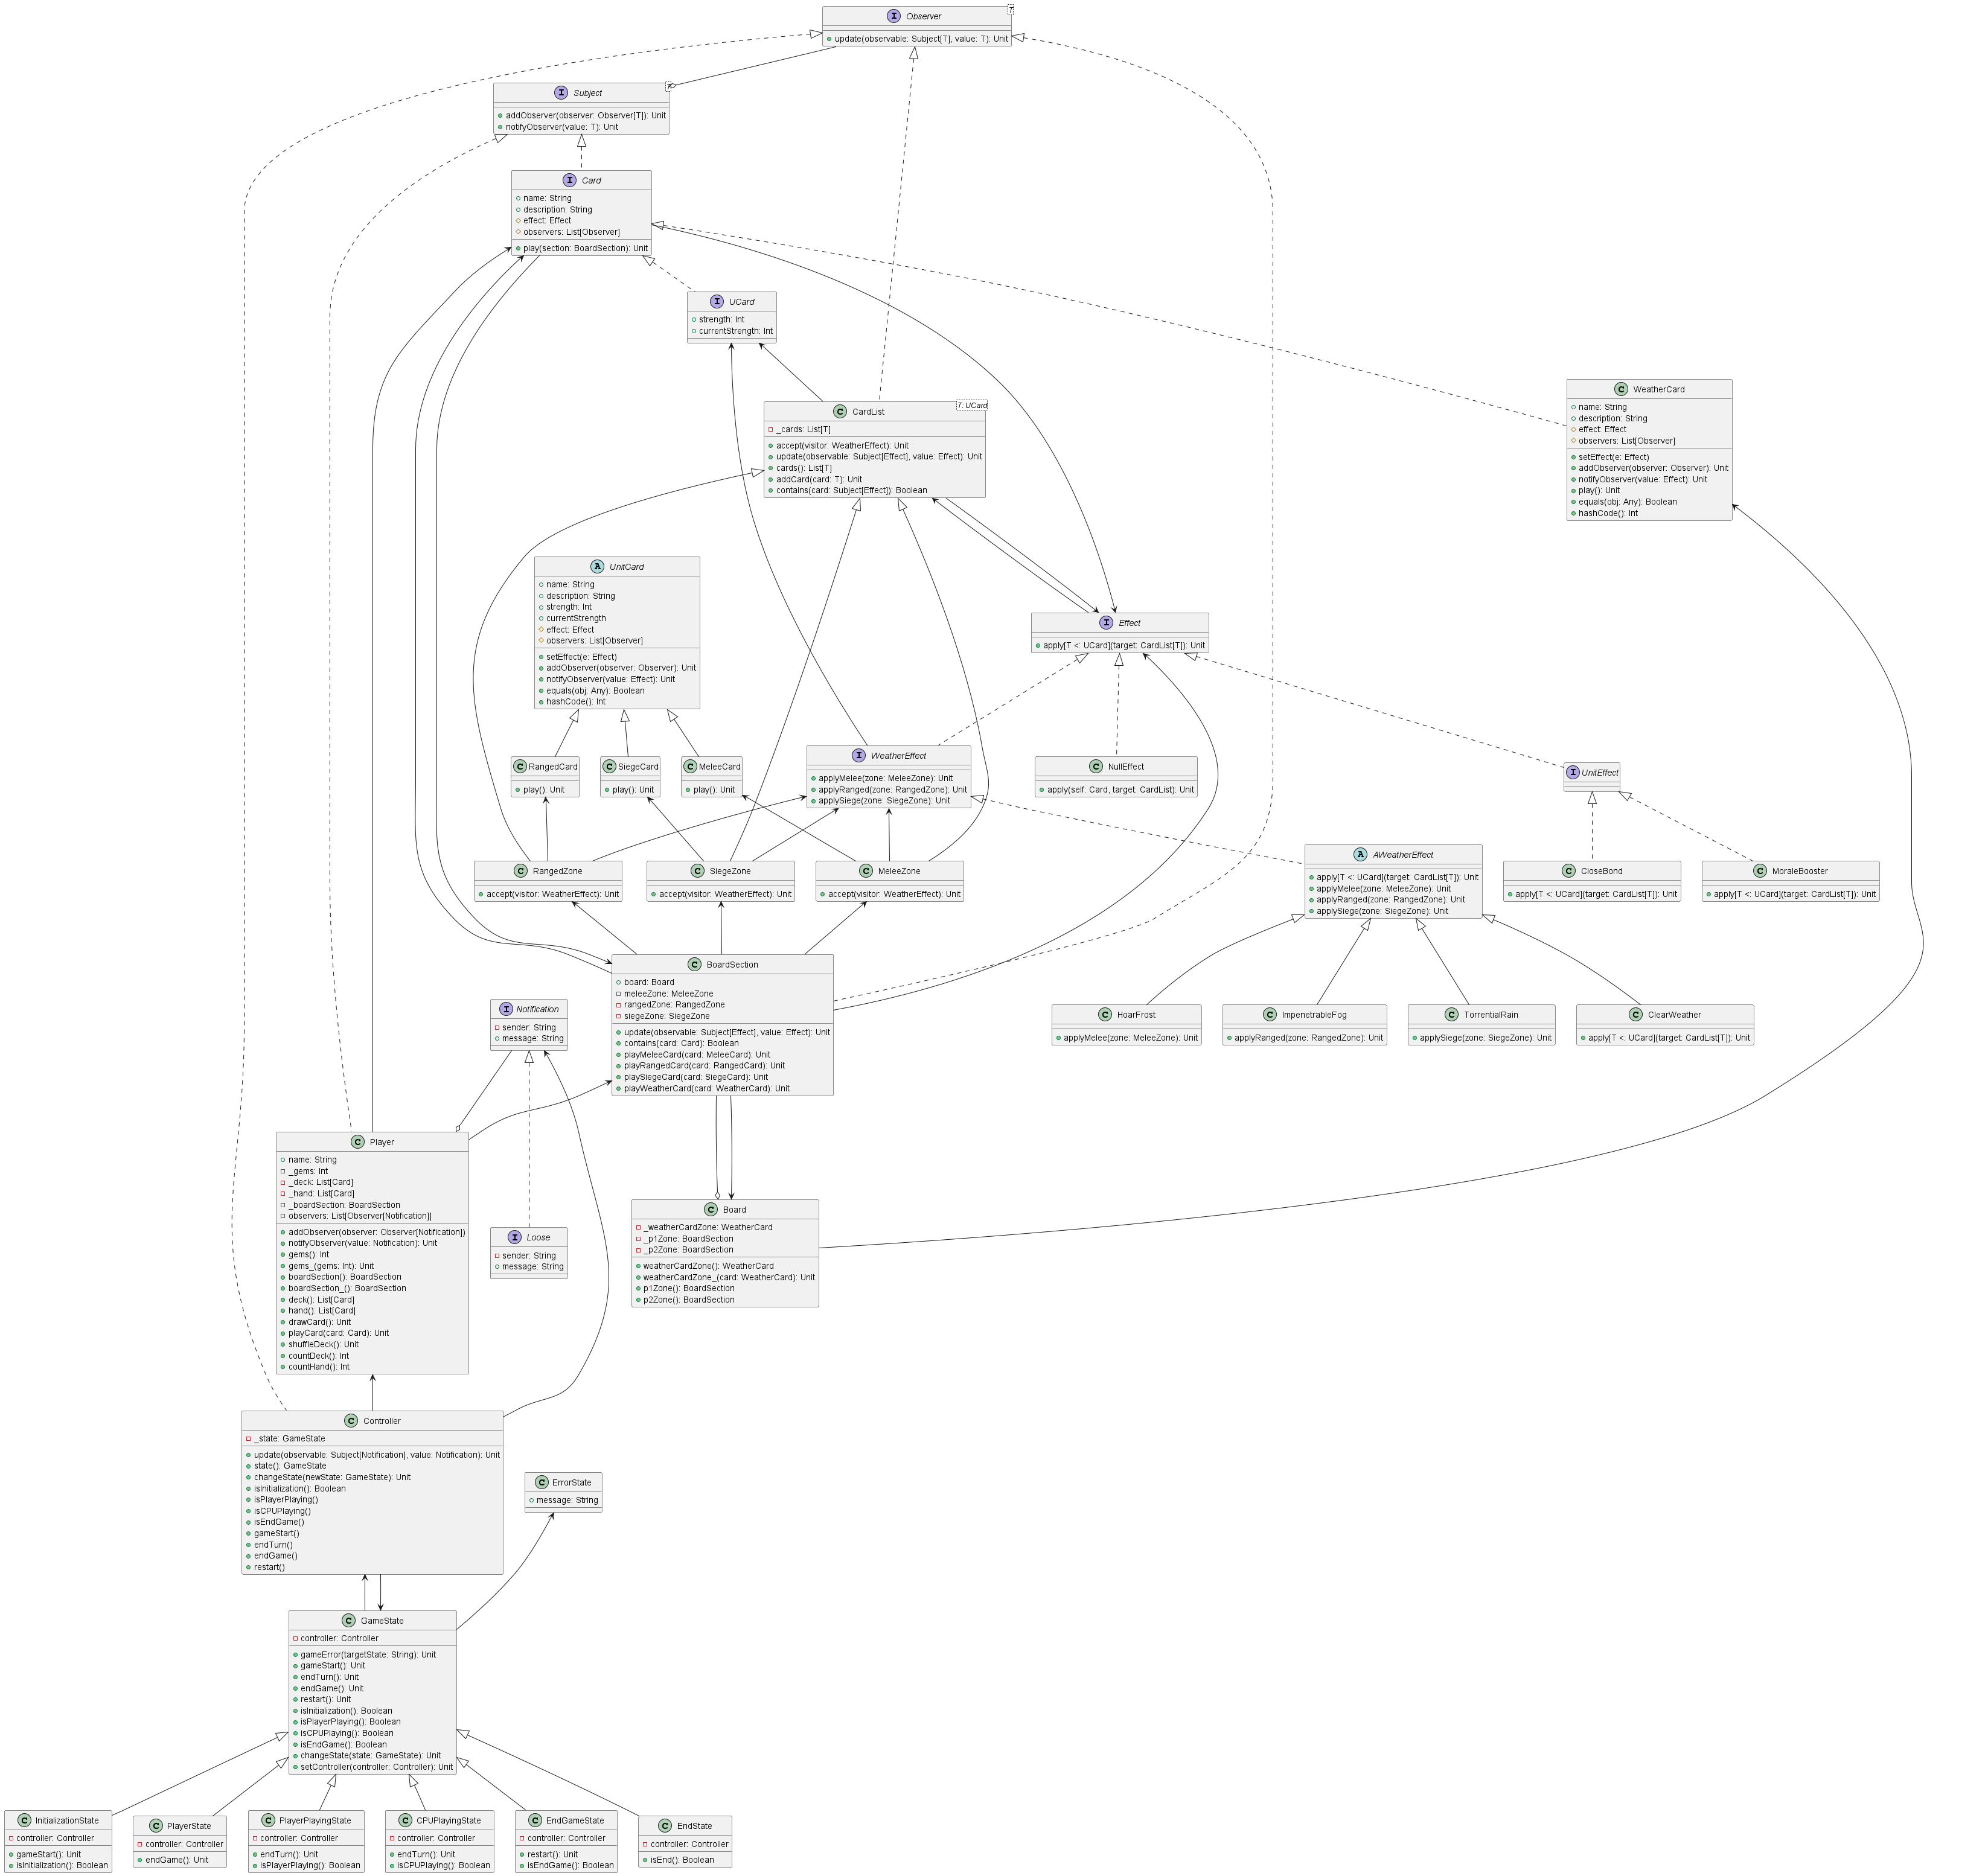 I Observer T
update(observable: Subject[T], value: T): Unit
I Subject T
addObserver(observer: Observer[T]): Unit
notifyObserver(value: T): Unit
I Card
name: String
description: String
effect: Effect
observers: List[Observer]
play(section: BoardSection): Unit
I UCard
strength: Int
currentStrength: Int
C CardList T: UCard
_cards: List[T]
accept(visitor: WeatherEffect): Unit
update(observable: Subject[Effect], value: Effect): Unit
cards(): List[T]
addCard(card: T): Unit
contains(card: Subject[Effect]): Boolean
C WeatherCard
name: String
description: String
effect: Effect
observers: List[Observer]
setEffect(e: Effect)
addObserver(observer: Observer): Unit
notifyObserver(value: Effect): Unit
play(): Unit
equals(obj: Any): Boolean
hashCode(): Int
A UnitCard
name: String
description: String
strength: Int
currentStrength
effect: Effect
observers: List[Observer]
setEffect(e: Effect)
addObserver(observer: Observer): Unit
notifyObserver(value: Effect): Unit
equals(obj: Any): Boolean
hashCode(): Int
I Effect
apply[T <: UCard](target: CardList[T]): Unit
C RangedCard
play(): Unit
C SiegeCard
play(): Unit
C MeleeCard
play(): Unit
I WeatherEffect
applyMelee(zone: MeleeZone): Unit
applyRanged(zone: RangedZone): Unit
applySiege(zone: SiegeZone): Unit
C NullEffect
apply(self: Card, target: CardList): Unit
I UnitEffect
C RangedZone
accept(visitor: WeatherEffect): Unit
C SiegeZone
accept(visitor: WeatherEffect): Unit
C MeleeZone
accept(visitor: WeatherEffect): Unit
A AWeatherEffect
apply[T <: UCard](target: CardList[T]): Unit
applyMelee(zone: MeleeZone): Unit
applyRanged(zone: RangedZone): Unit
applySiege(zone: SiegeZone): Unit
C CloseBond
apply[T <: UCard](target: CardList[T]): Unit
C MoraleBooster
apply[T <: UCard](target: CardList[T]): Unit
C BoardSection
board: Board
meleeZone: MeleeZone
rangedZone: RangedZone
siegeZone: SiegeZone
update(observable: Subject[Effect], value: Effect): Unit
contains(card: Card): Boolean
playMeleeCard(card: MeleeCard): Unit
playRangedCard(card: RangedCard): Unit
playSiegeCard(card: SiegeCard): Unit
playWeatherCard(card: WeatherCard): Unit
I Notification
sender: String
message: String
C HoarFrost
applyMelee(zone: MeleeZone): Unit
C ImpenetrableFog
applyRanged(zone: RangedZone): Unit
C TorrentialRain
applySiege(zone: SiegeZone): Unit
C ClearWeather
apply[T <: UCard](target: CardList[T]): Unit
C Player
name: String
_gems: Int
_deck: List[Card]
_hand: List[Card]
_boardSection: BoardSection
observers: List[Observer[Notification]]
addObserver(observer: Observer[Notification])
notifyObserver(value: Notification): Unit
gems(): Int
gems_(gems: Int): Unit
boardSection(): BoardSection
boardSection_(): BoardSection
deck(): List[Card]
hand(): List[Card]
drawCard(): Unit
playCard(card: Card): Unit
shuffleDeck(): Unit
countDeck(): Int
countHand(): Int
I Loose
sender: String
message: String
C Board
_weatherCardZone: WeatherCard
_p1Zone: BoardSection
_p2Zone: BoardSection
weatherCardZone(): WeatherCard
weatherCardZone_(card: WeatherCard): Unit
p1Zone(): BoardSection
p2Zone(): BoardSection
C Controller
_state: GameState
update(observable: Subject[Notification], value: Notification): Unit
state(): GameState
changeState(newState: GameState): Unit
isInitialization(): Boolean
isPlayerPlaying()
isCPUPlaying()
isEndGame()
gameStart()
endTurn()
endGame()
restart()
C ErrorState
message: String
C GameState
controller: Controller
gameError(targetState: String): Unit
gameStart(): Unit
endTurn(): Unit
endGame(): Unit
restart(): Unit
isInitialization(): Boolean
isPlayerPlaying(): Boolean
isCPUPlaying(): Boolean
isEndGame(): Boolean
changeState(state: GameState): Unit
setController(controller: Controller): Unit
C InitializationState
controller: Controller
gameStart(): Unit
isInitialization(): Boolean
C PlayerState
controller: Controller
endGame(): Unit
C PlayerPlayingState
controller: Controller
endTurn(): Unit
isPlayerPlaying(): Boolean
C CPUPlayingState
controller: Controller
endTurn(): Unit
isCPUPlaying(): Boolean
C EndGameState
controller: Controller
restart(): Unit
isEndGame(): Boolean
C EndState
controller: Controller
isEnd(): Boolean